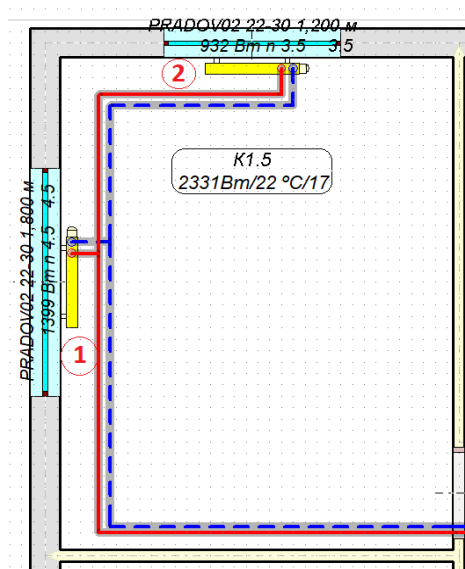 PRADOV02 22-30 1,200 м
932 Вт n 3.5 3.5
2
К1.5
2331Вт/22 ºC/17
PRADOV02 22-30 1,800 м
1399 Вт n 4.5 4.5
1